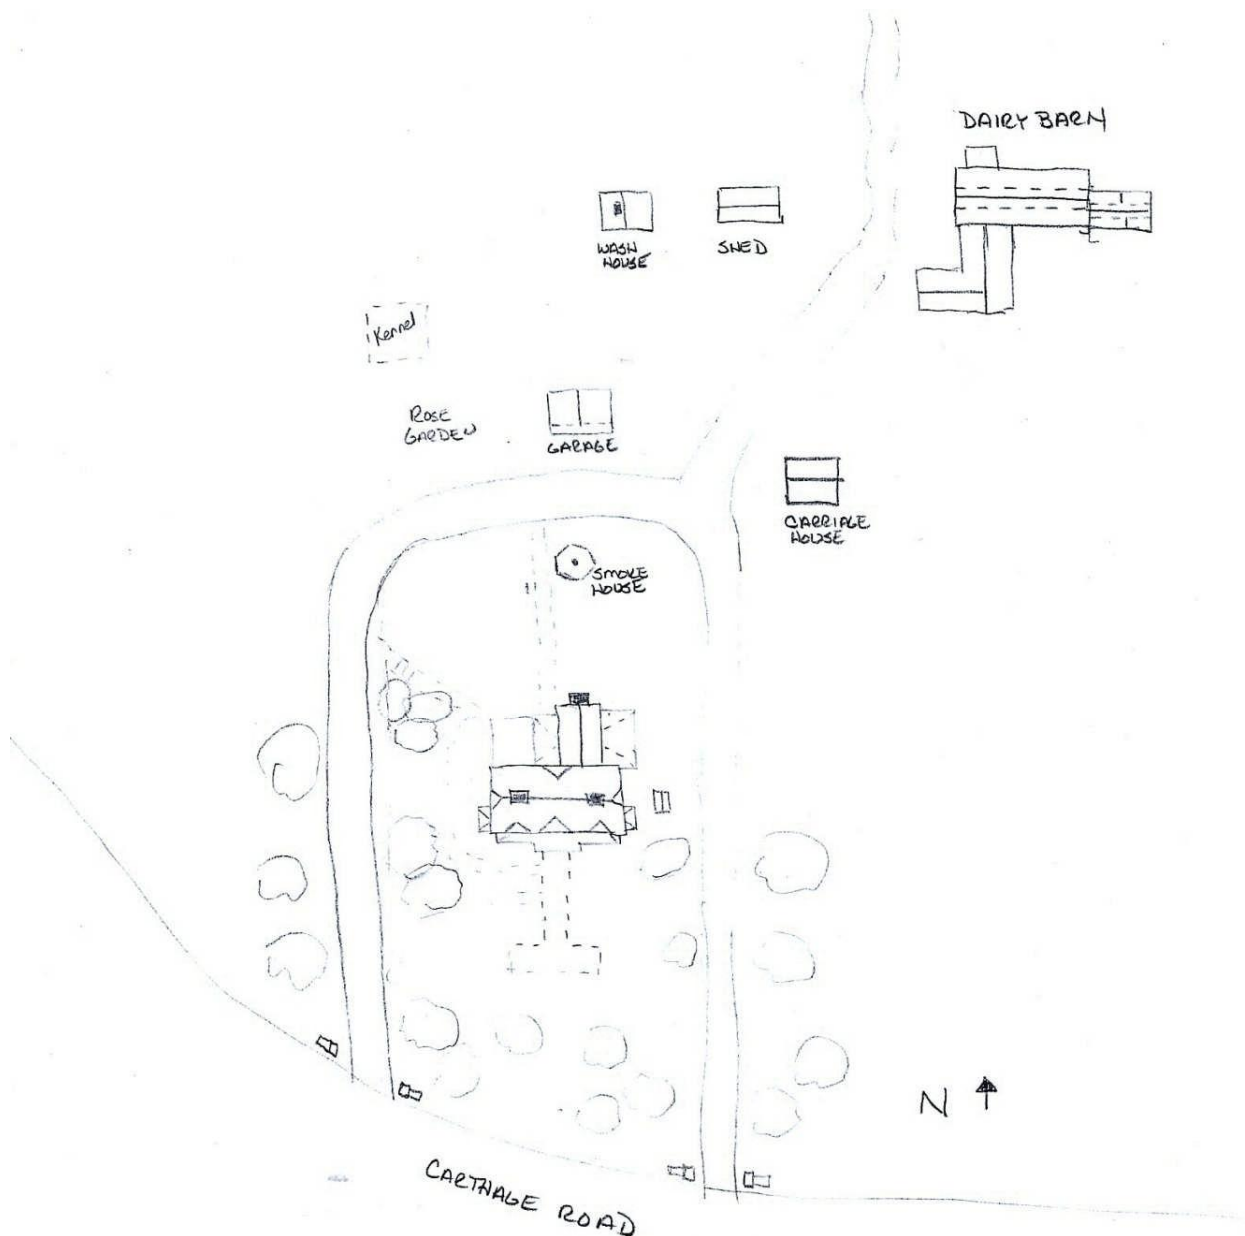 DAIRY BARN
WASH
HOUSE
SHED
Kennel
ROSE
GARDEN
GARAGE
CARRIAGE
HOUSE
SMOKE
HOUSE
N
CARTHAGE ROAD